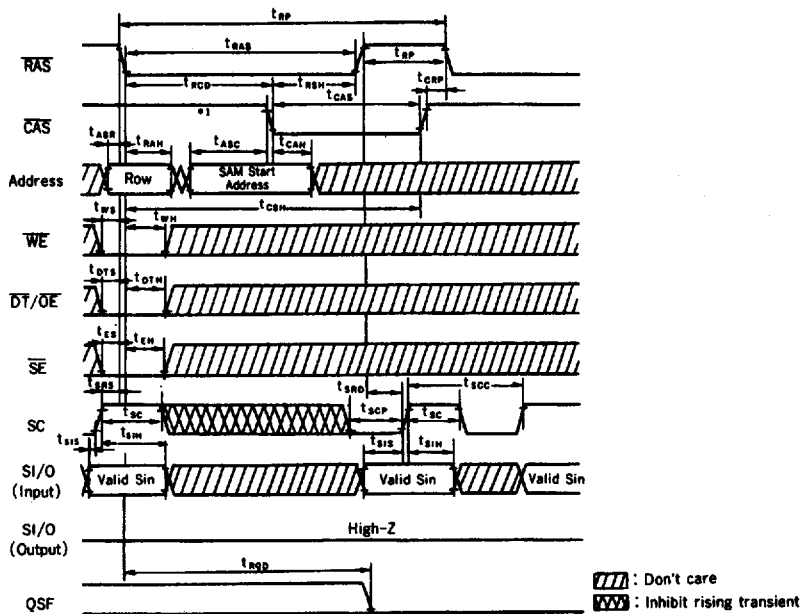 tRP
tRAS
tRP
RAS
tRCD
tRSH
tCRP
tCAS
*1
CAS
tASR
tRAH
tASC
tCAH
Address
Row
SAM Start
Address
tCSH
tWS
tWH
WE
tDTS
tDTH
DT/OE
tES
tEH
SE
tSRS
tSRD
tSCC
tSC
tSCP
tSC
SC
tSIS
tSIH
tSIS
tSIH
SI/O
(Input)
Valid Sin
Valid Sin
Valid Sin
SI/O
(Output)
High-Z
tRQD
QSF
: Don't care
: Inhibit rising transient